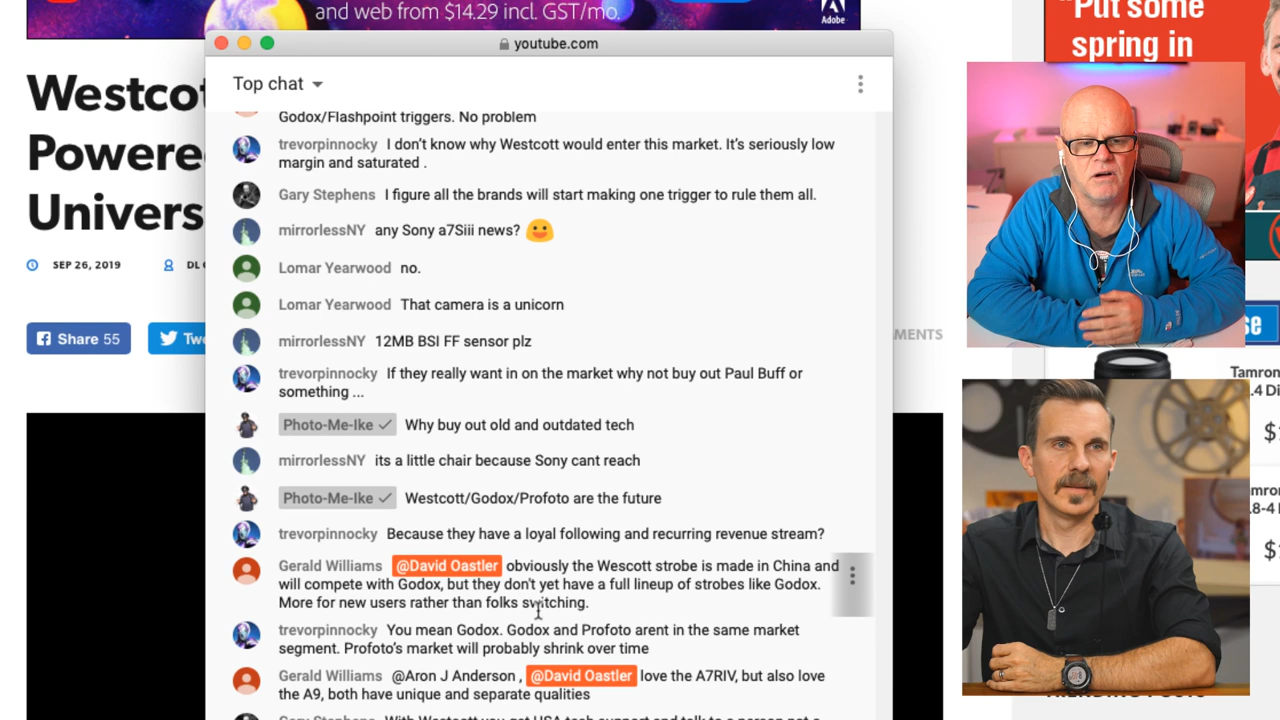 and web from $14.29 incl. GST/mo.
Adobe
"Put some
spring in
youtube.com
Top chat
Westcot
Powere
Univers
SEP 26, 2019
DL
Share 55
Twe
MENTS
Godox/Flashpoint triggers. No problem
trevorpinnocky I don't know why Westcott would enter this market. It's seriously low
margin and saturated .
Gary Stephens I figure all the brands will start making one trigger to rule them all.
mirrorlessNY any Sony a7Siii news?
Lomar Yearwood no.
Lomar Yearwood That camera is a unicorn
mirrorlessNY 12MB BSI FF sensor plz
trevorpinnocky If they really want in on the market why not buy out Paul Buff or
something ...
Photo-Me-Ike Why buy out old and outdated tech
mirrorlessNY its a little chair because Sony cant reach
Photo-Me-Ike Westcott/Godox/Profoto are the future
trevorpinnocky Because they have a loyal following and recurring revenue stream?
Gerald Williams @David Oastler obviously the Wescott strobe is made in China and
will compete with Godox, but they don't yet have a full lineup of strobes like Godox.
More for new users rather than folks switching.
trevorpinnocky You mean Godox. Godox and Profoto arent in the same market
segment. Profoto's market will probably shrink over time
Gerald Williams @Aron J Anderson , @David Oastler love the A7RIV, but also love
the A9, both have unique and separate qualities
se
Tamron
.4 Di
$
mron
.8-4
$